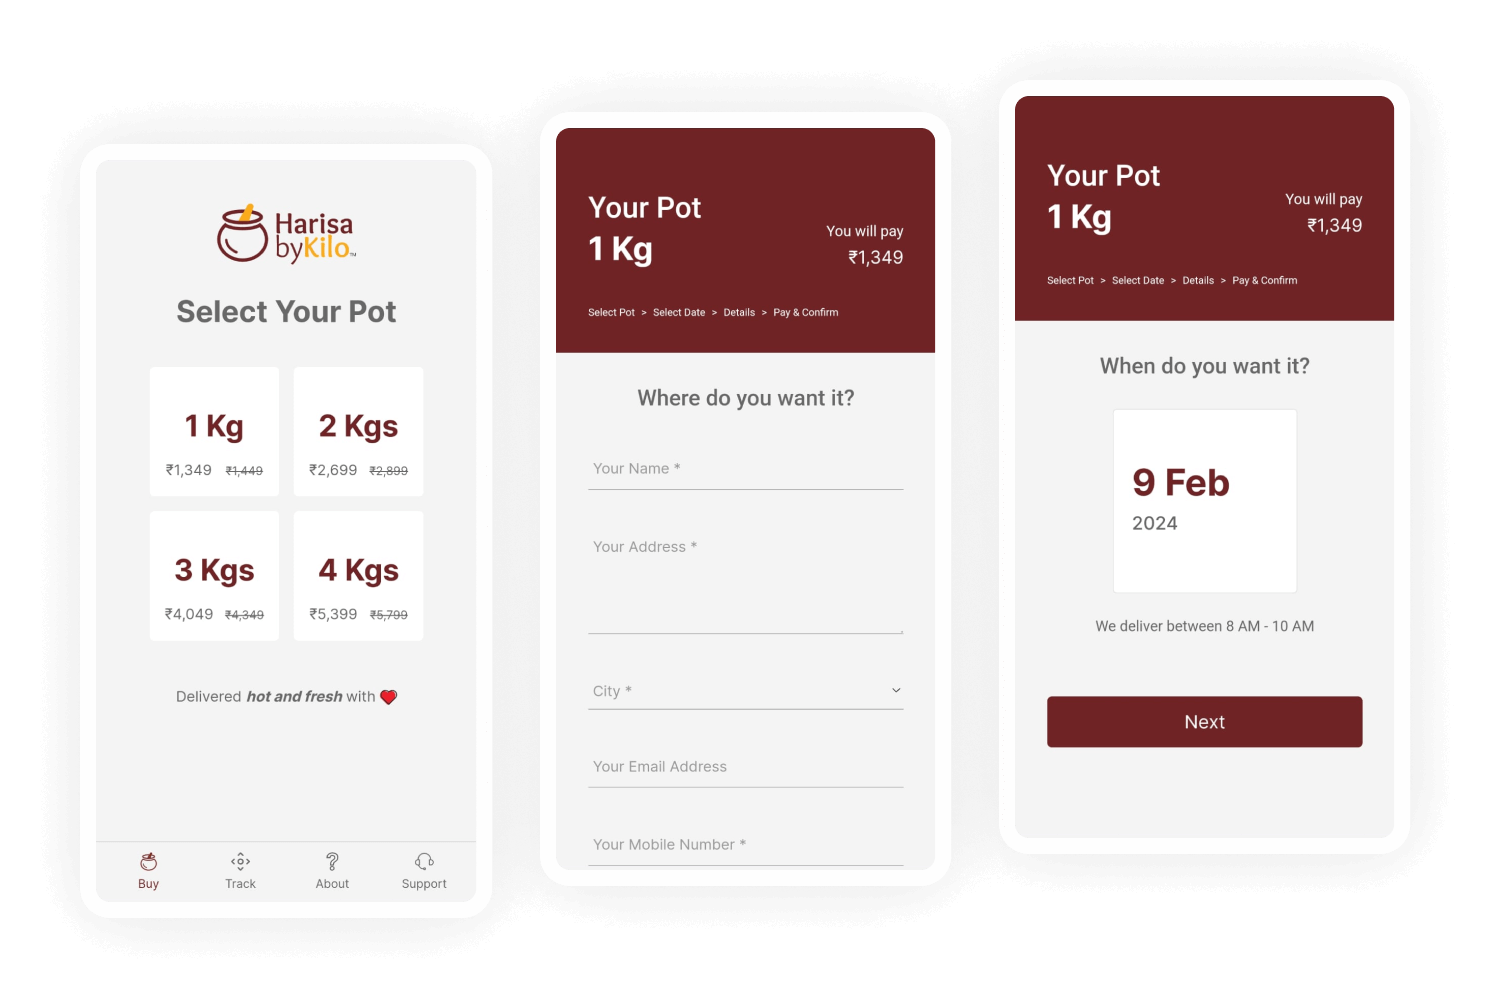 Harisa
byKilo™
Select Your Pot
1 Kg
₹1,349 ₹1,449
2 Kgs
₹2,699 ₹2,899
3 Kgs
₹4,049 ₹4,349
4 Kgs
₹5,399 ₹5,799
Delivered hot and fresh with
Buy
Track
About
Support
Your Pot
1 Kg
You will pay
₹1,349
Select Pot > Select Date > Details > Pay & Confirm
Where do you want it?
Your Name *
Your Address *
City *
Your Email Address
Your Mobile Number *
Your Pot
1 Kg
You will pay
₹1,349
Select Pot > Select Date > Details > Pay & Confirm
When do you want it?
9 Feb
2024
We deliver between 8 AM - 10 AM
Next